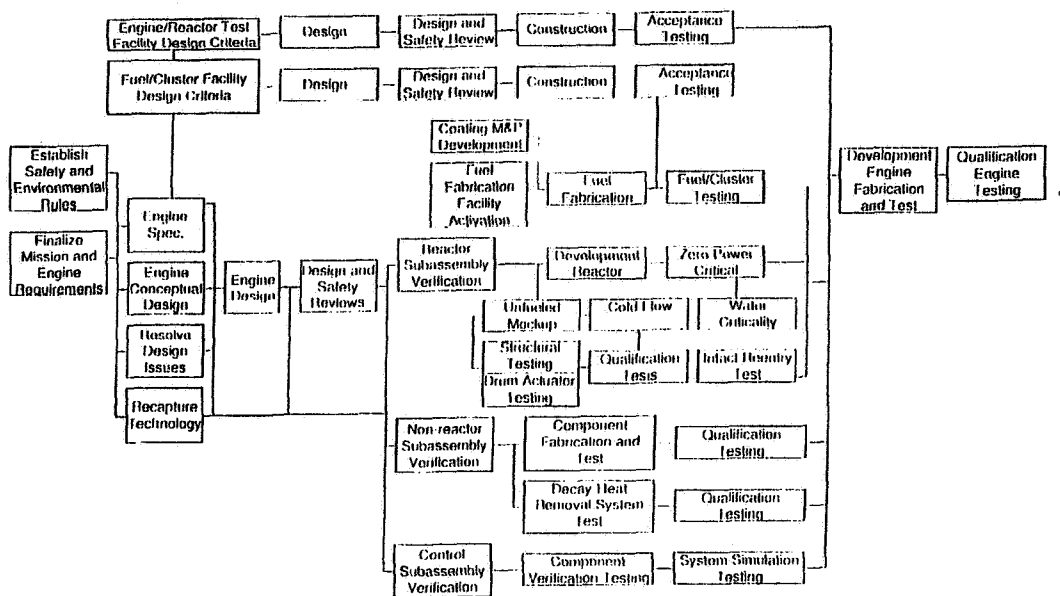 Engine/Reactor Test
Facility Design Criteria
Design
Design and
Safety Review
Construction
Acceptance
Testing
Fuel/Cluster Facility
Design Criteria
Design
Design and
Safety Review
Construction
Acceptance
Testing
Coating M&P
Development
Establish
Safety and
Environmental
Rules
Fuel
Fabrication
Facility
Activation
Fuel
Fabrication
Fuel/Cluster
Testing
Development
Engine
Fabrication
and Test
Qualification
Engine
Testing
Finalize
Mission and
Engine
Requirements
Engine
Spec.
Engine
Conceptual
Design
Resolve
Design
Issues
Recapture
Technology
Engine
Design
Design and
Safety
Reviews
Reactor
Subassembly
Verification
Development
Reactor
Zero Power
Critical
Unfueled
Mockup
Cold Flow
Water
Criticality
Structural
Testing
Drum Actuator
Testing
Qualification
Tests
Intact Reentry
Test
Non-reactor
Subassembly
Verification
Component
Fabrication and
Test
Qualification
Testing
Decay Heat
Removal System
Test
Qualification
Testing
Control
Subassembly
Verification
Component
Verification Testing
System Simulation
Testing